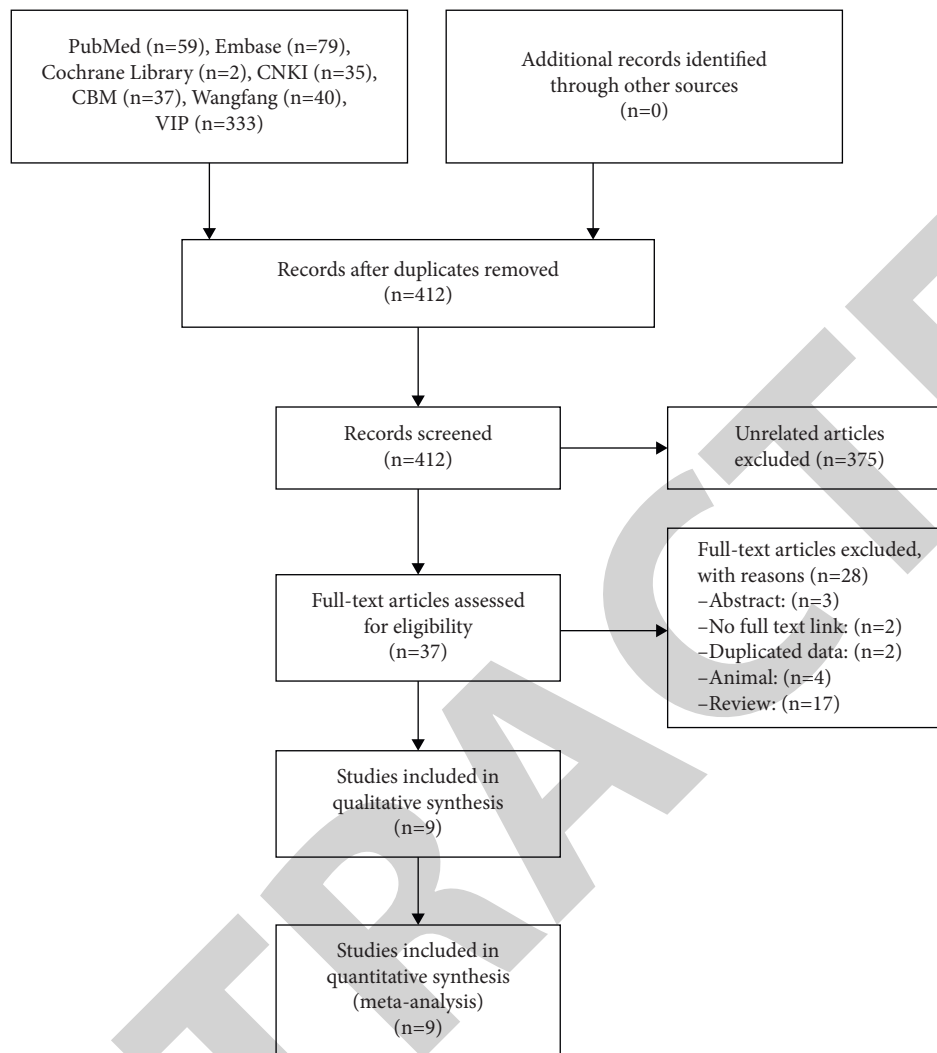 PubMed (n=59), Embase (n=79),
Cochrane Library (n=2), CNKI (n=35),
CBM (n=37), Wangfang (n=40),
VIP (n=333)
Additional records identified
through other sources
(n=0)
Records after duplicates removed
(n=412)
Records screened
(n=412)
Unrelated articles
excluded (n=375)
Full-text articles assessed
for eligibility
(n=37)
Full-text articles excluded,
with reasons (n=28)
–Abstract: (n=3)
–No full text link: (n=2)
–Duplicated data: (n=2)
–Animal: (n=4)
–Review: (n=17)
Studies included in
qualitative synthesis
(n=9)
Studies included in
quantitative synthesis
(meta-analysis)
(n=9)
TRACTE